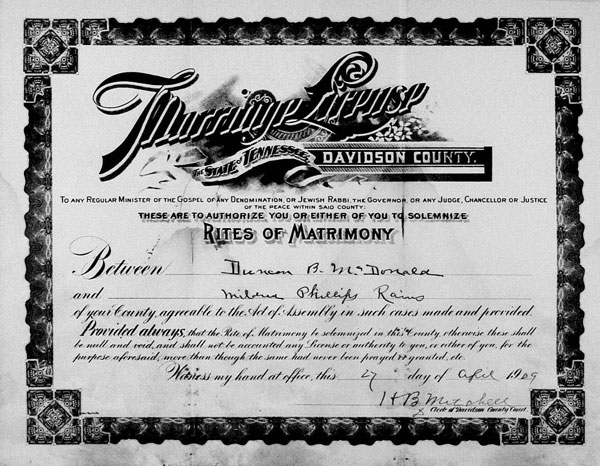 Marriage License
THE STATE OF TENNESSEE, DAVIDSON COUNTY.
TO ANY REGULAR MINISTER OF THE GOSPEL OF ANY DENOMINATION, OR JEWISH RABBI, THE GOVERNOR, OR ANY JUDGE, CHANCELLOR OR JUSTICE
OF THE PEACE WITHIN SAID COUNTY:
THESE ARE TO AUTHORIZE YOU OR EITHER OF YOU TO SOLEMNIZE
RITES OF MATRIMONY
Between Duncan B. McDonald
and Mildred Phillips Rains
of your County, agreeable to the Act of Assembly in such cases made and provided.
Provided always, that the Rite of Matrimony be solemnized in this County, otherwise these shall
be null and void, and shall not be accounted any License or authority to you, or either of you, for the
purpose aforesaid, more than though the same had never been prayed or granted, etc.
Witness my hand at office, this 27 day of April 1909
HB Mitchell
Clerk of Davidson County Court.